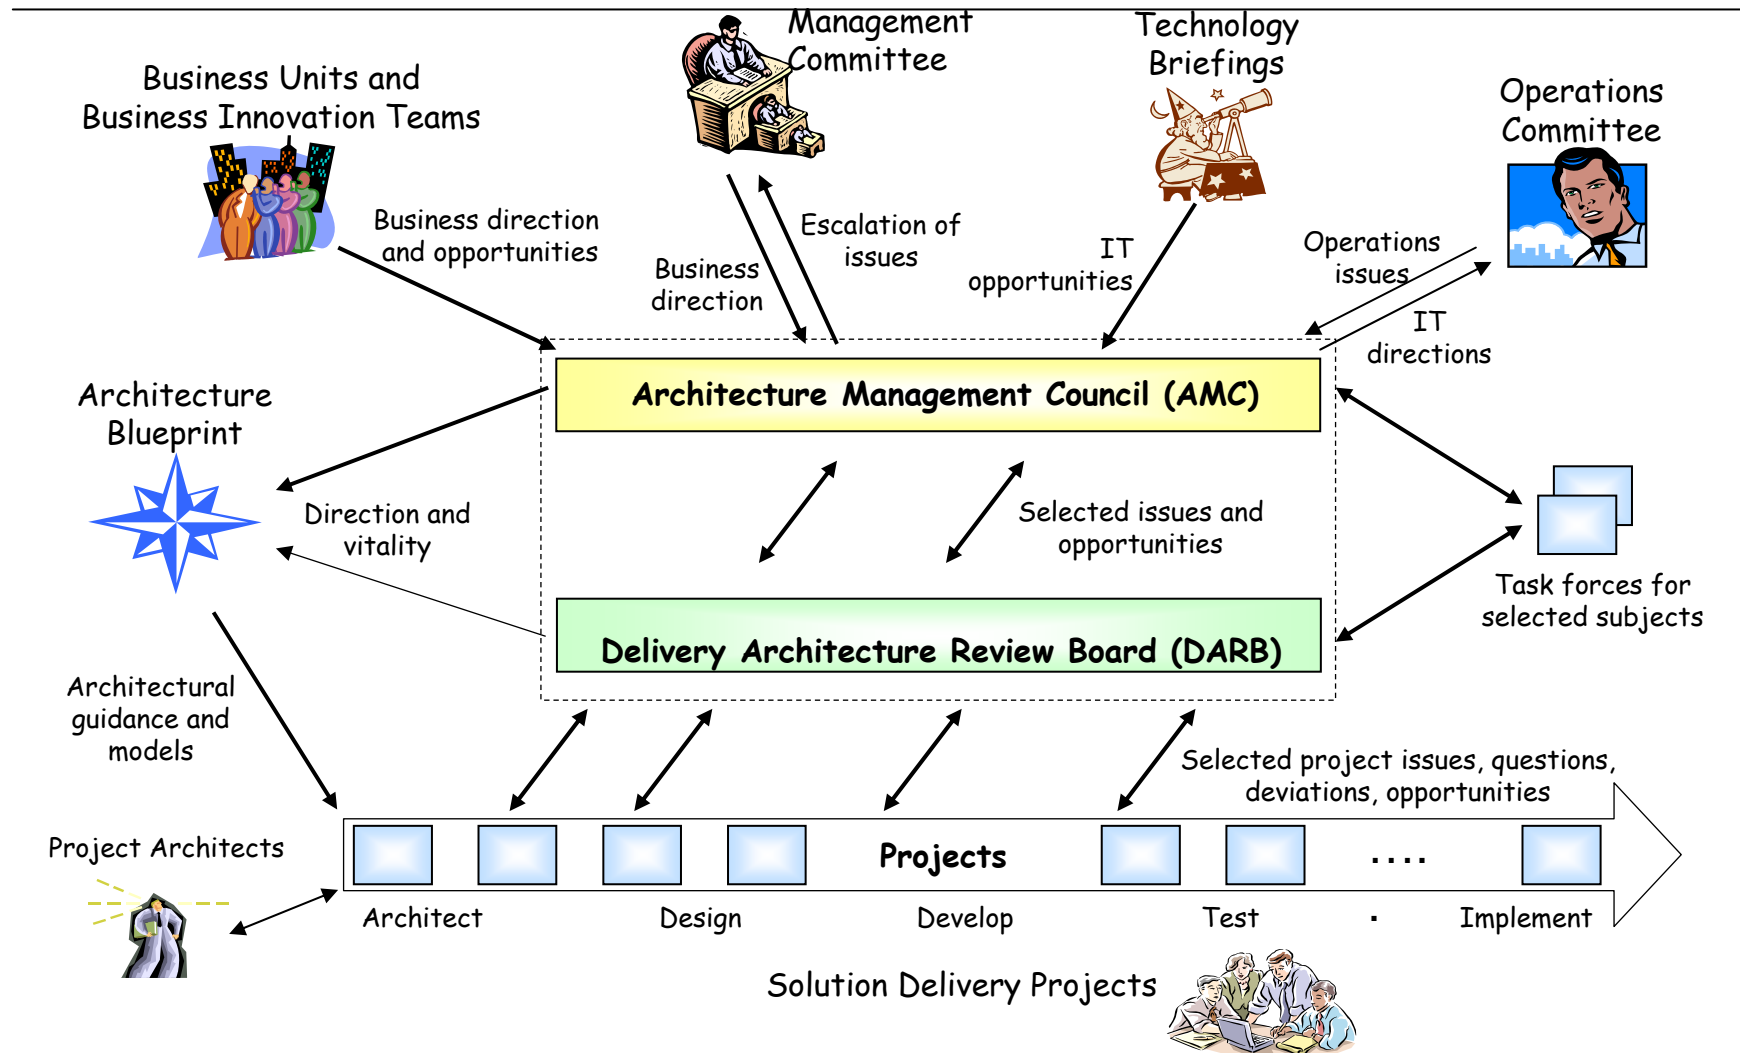 Management
Committee
Technology
Briefings
Business Units and
Business Innovation Teams
Operations
Committee
Business direction
and opportunities
Escalation of
issues
Business
direction
IT
opportunities
Operations
issues
IT
directions
Architecture Management Council (AMC)
Architecture
Blueprint
Direction and
vitality
Selected issues and
opportunities
Task forces for
selected subjects
Delivery Architecture Review Board (DARB)
Architectural
guidance and
models
Selected project issues, questions,
deviations, opportunities
Project Architects
Projects
....
Architect
Design
Develop
Test
.
Implement
Solution Delivery Projects